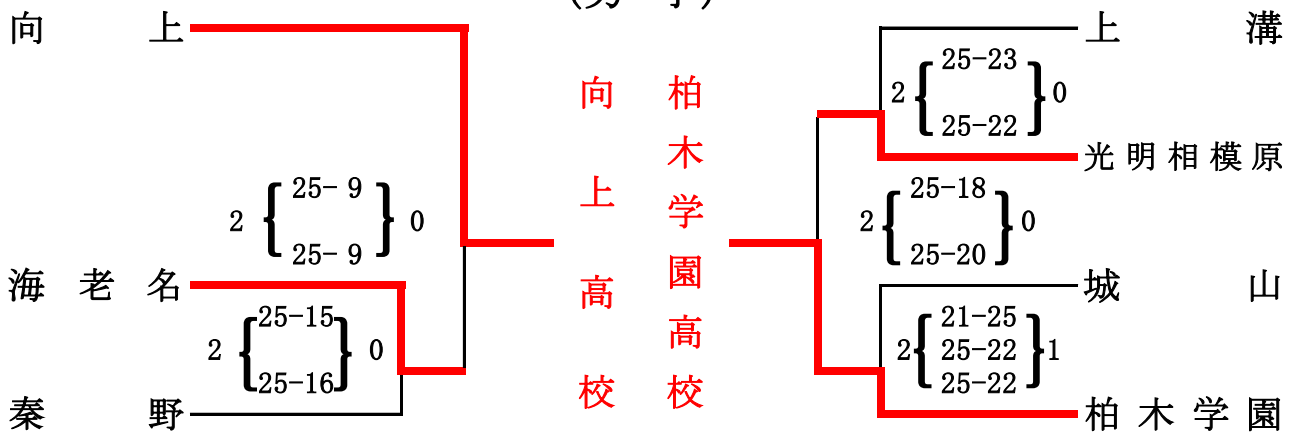 (男 子)
向 上
2 { 25- 9 } 0
25- 9
海 老 名
2 { 25-15 } 0
25-16
秦 野
向上高校
柏木学園高校
上 溝
2 { 25-23 } 0
25-22
光明相模原
2 { 25-18 } 0
25-20
城 山
2 { 21-25 } 1
25-22
25-22
柏木学園